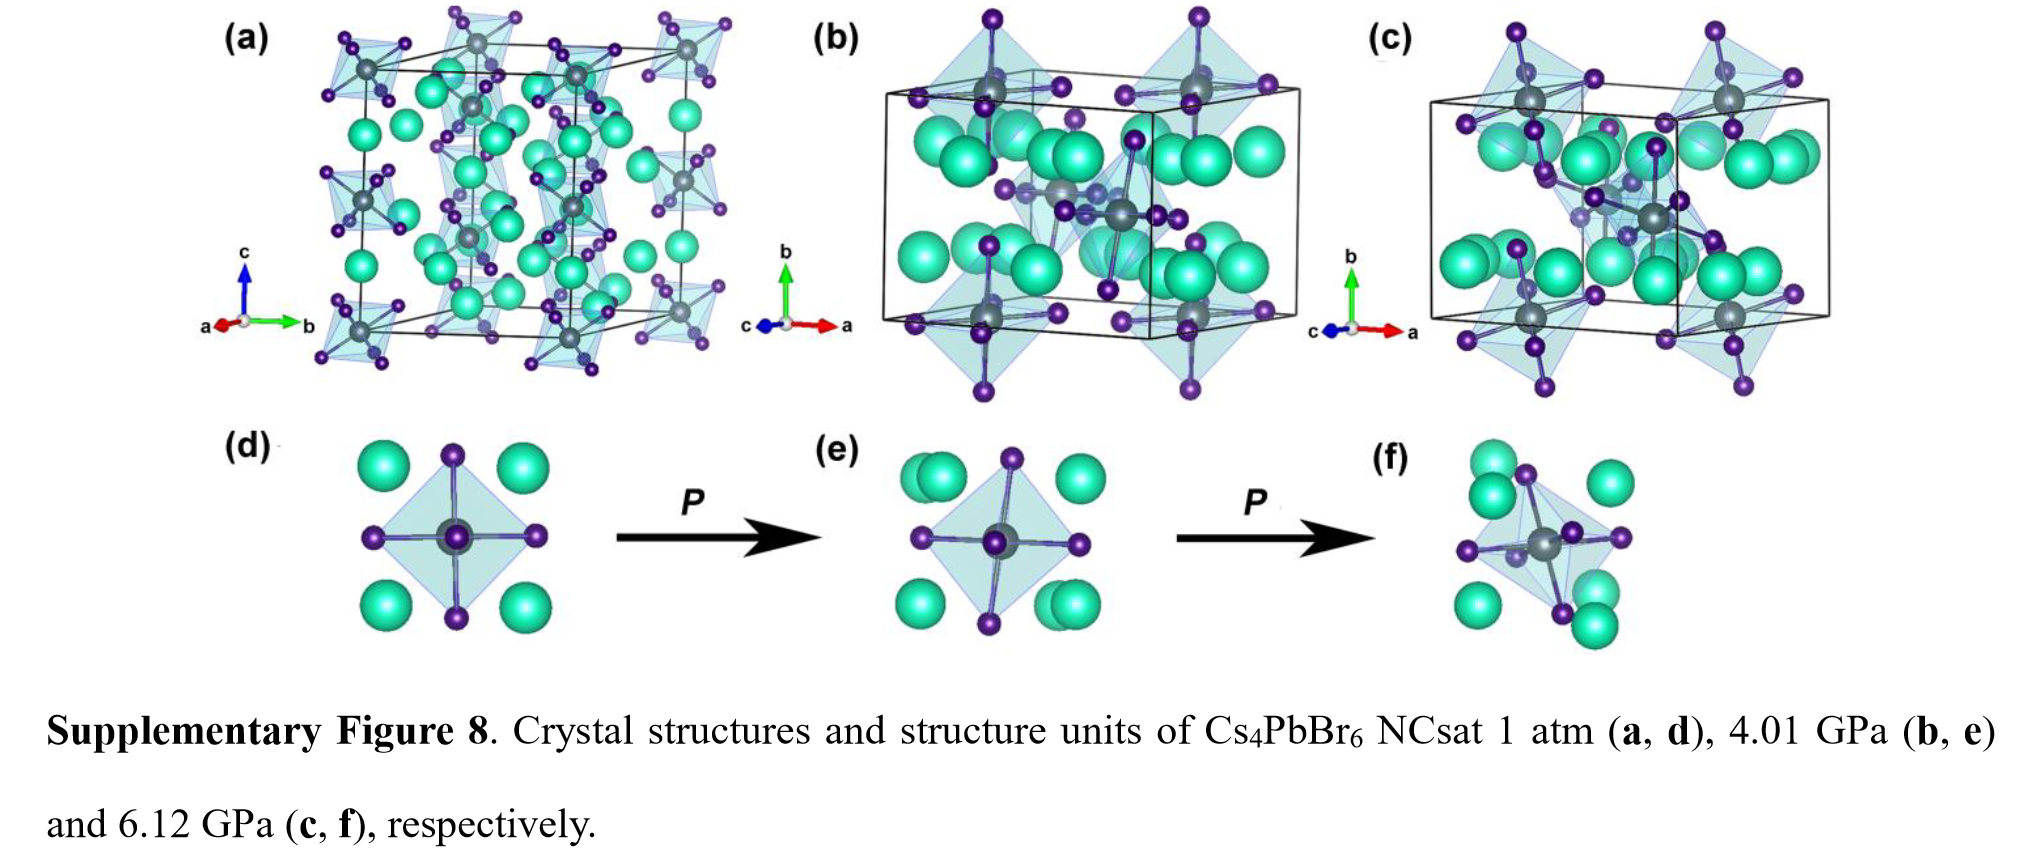 (a) (b) (c)
c
a b
b
c a
b
c a
(d) (e) (f)
P P
Supplementary Figure 8. Crystal structures and structure units of Cs₄PbBr₆ NCsat 1 atm (a, d), 4.01 GPa (b, e)
and 6.12 GPa (c, f), respectively.